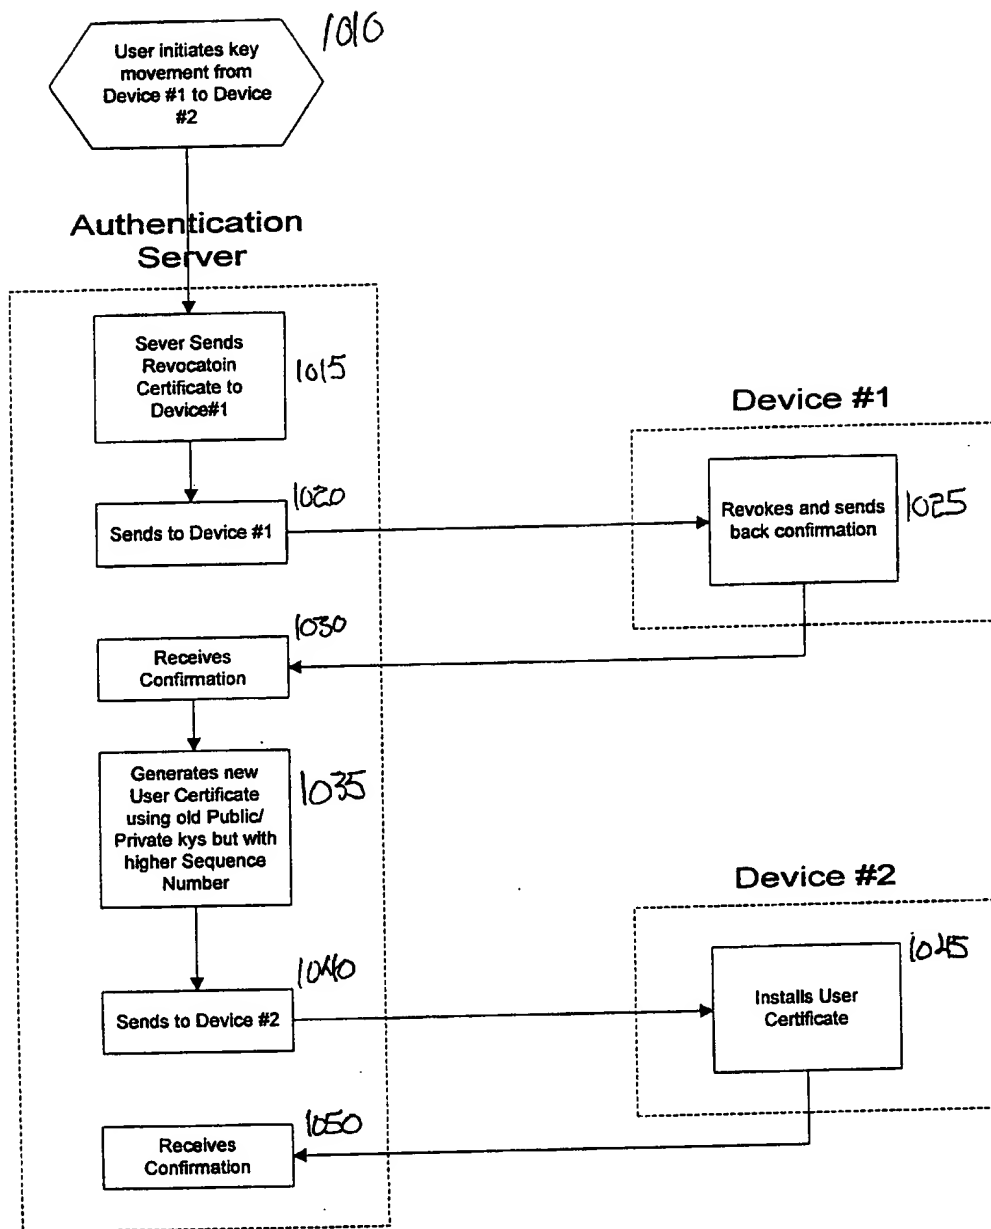 1010
User initiates key
movement from
Device #1 to Device
#2
Authentication
Server
Sever Sends
Revocatoin
Certificate to
Device#1
1015
Device #1
1020
Sends to Device #1
Revokes and sends
back confirmation
1025
1030
Receives
Confirmation
Generates new
User Certificate
using old Public/
Private kys but with
higher Sequence
Number
1035
Device #2
1040
Sends to Device #2
Installs User
Certificate
1045
1050
Receives
Confirmation